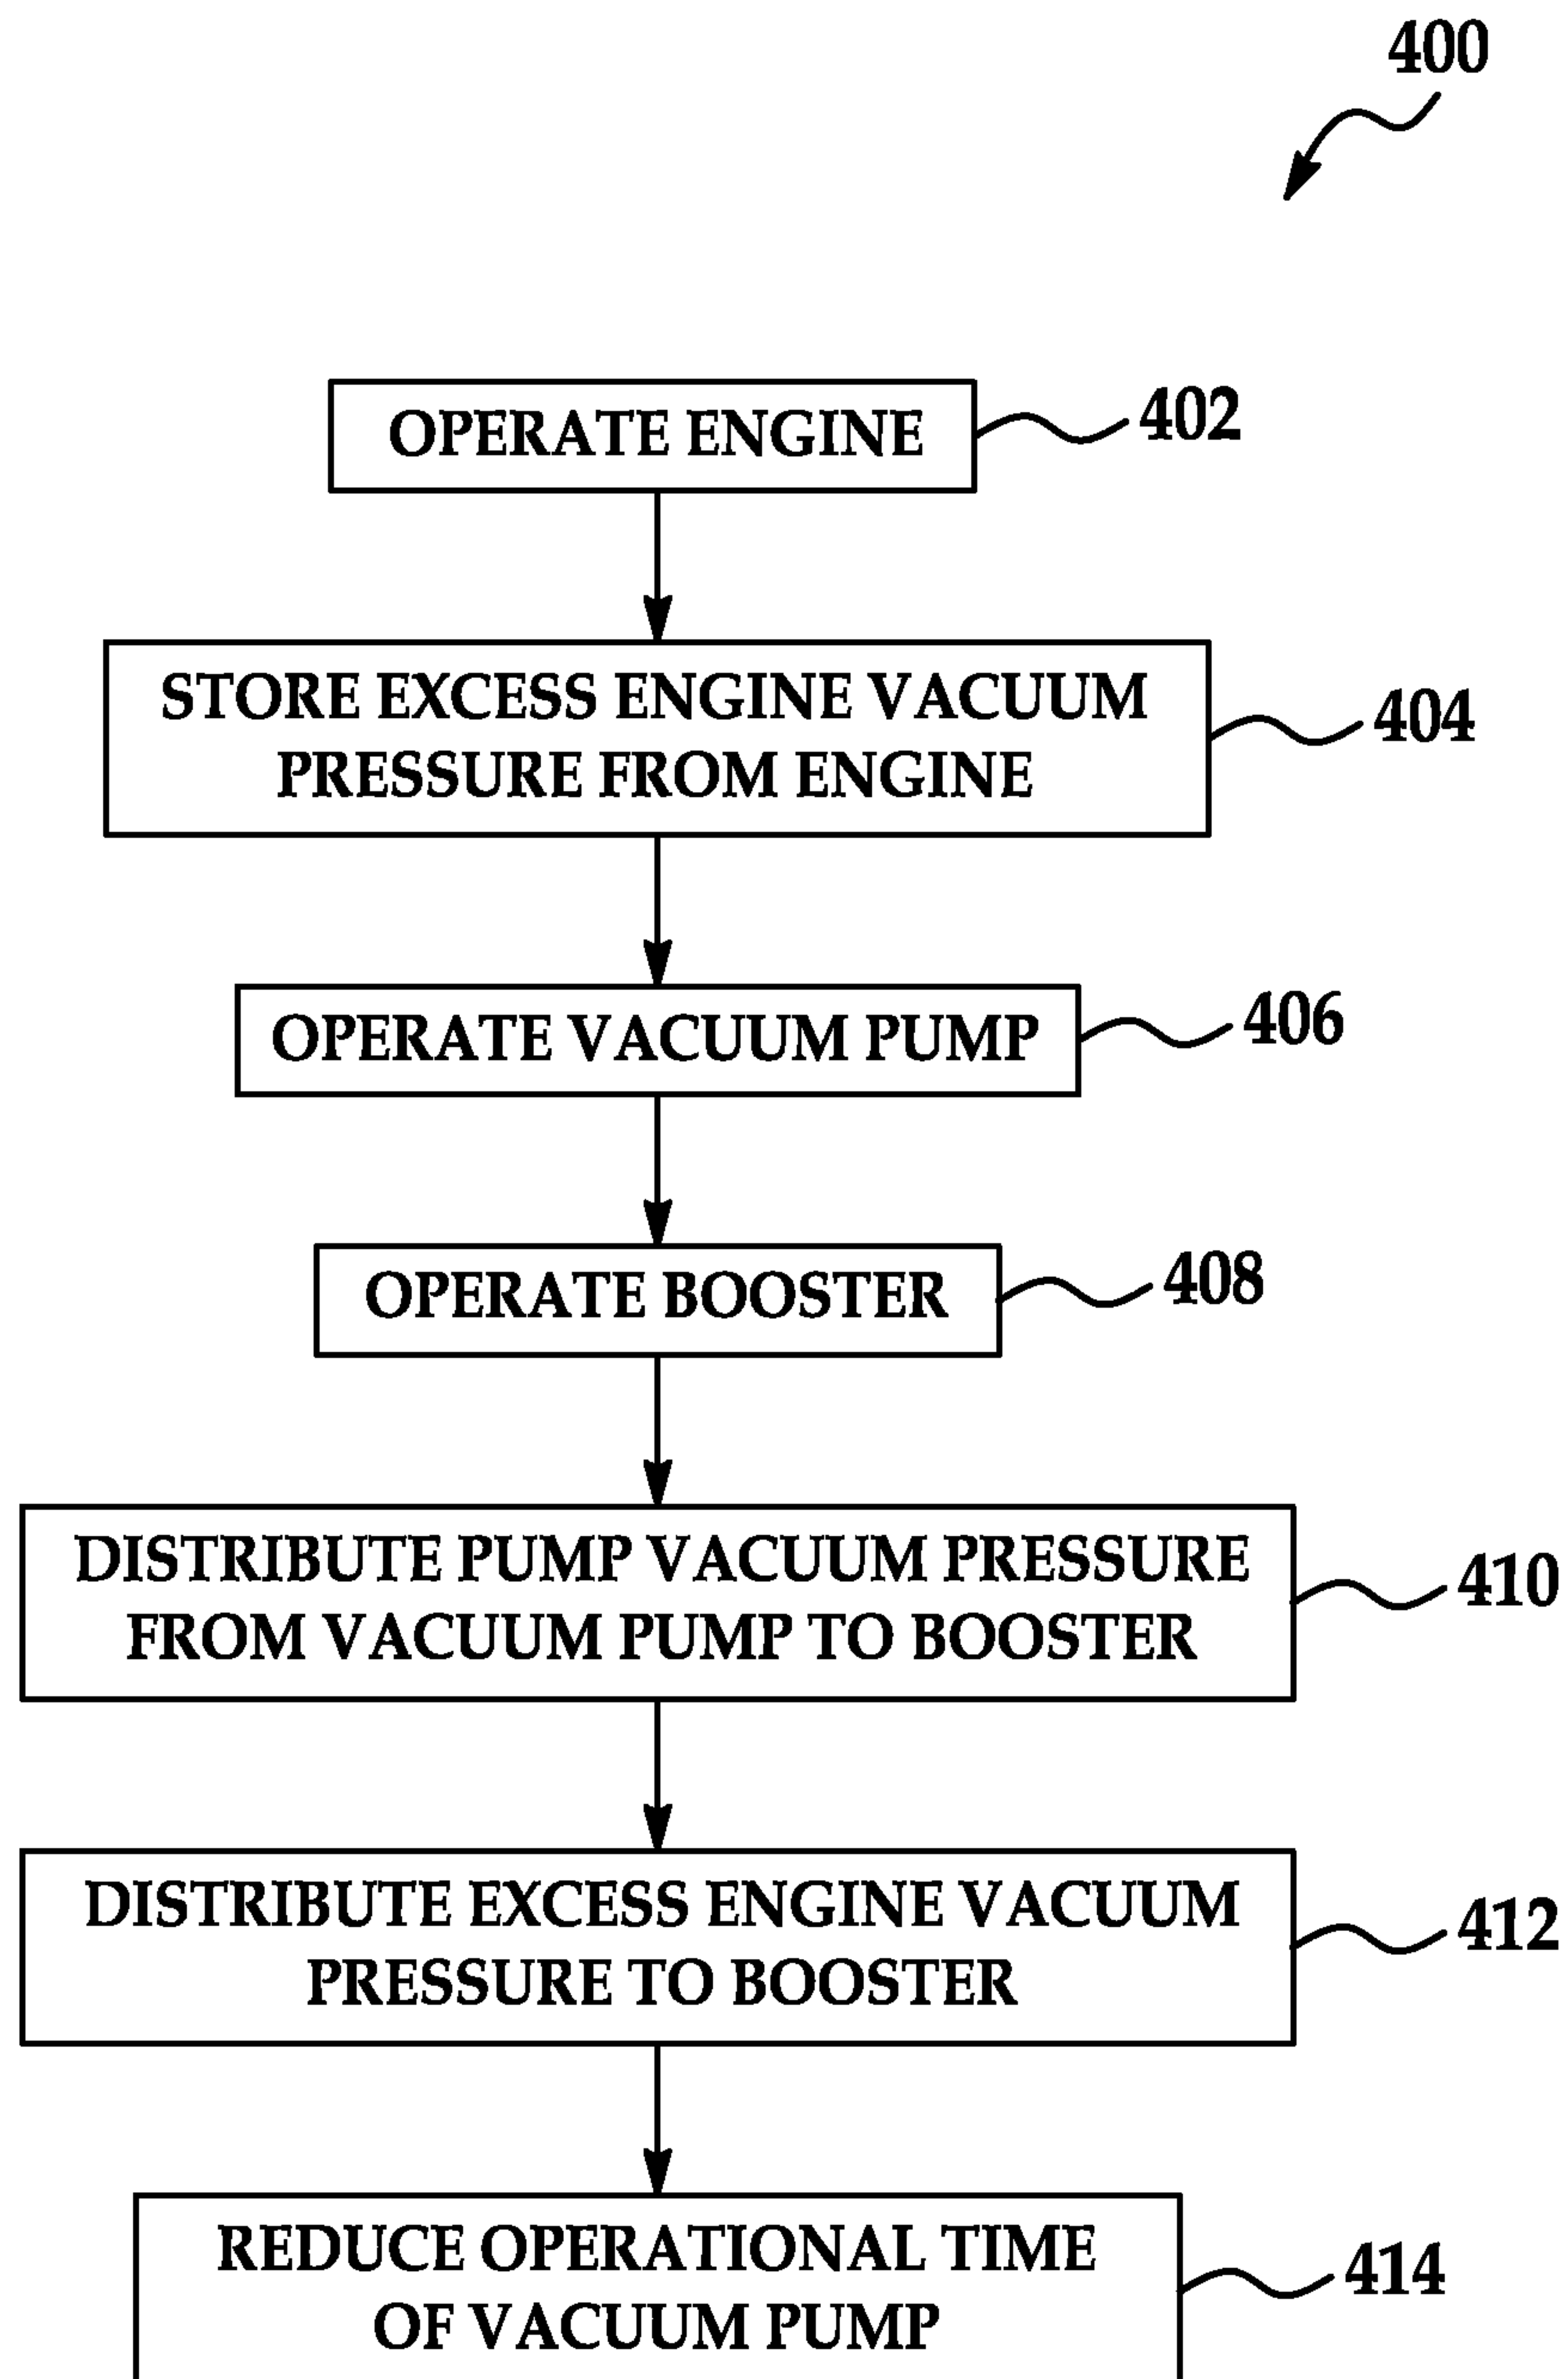 400
OPERATE ENGINE
402
STORE EXCESS ENGINE VACUUM
PRESSURE FROM ENGINE
404
OPERATE VACUUM PUMP
406
OPERATE BOOSTER
408
DISTRIBUTE PUMP VACUUM PRESSURE
FROM VACUUM PUMP TO BOOSTER
410
DISTRIBUTE EXCESS ENGINE VACUUM
PRESSURE TO BOOSTER
412
REDUCE OPERATIONAL TIME
OF VACUUM PUMP
414